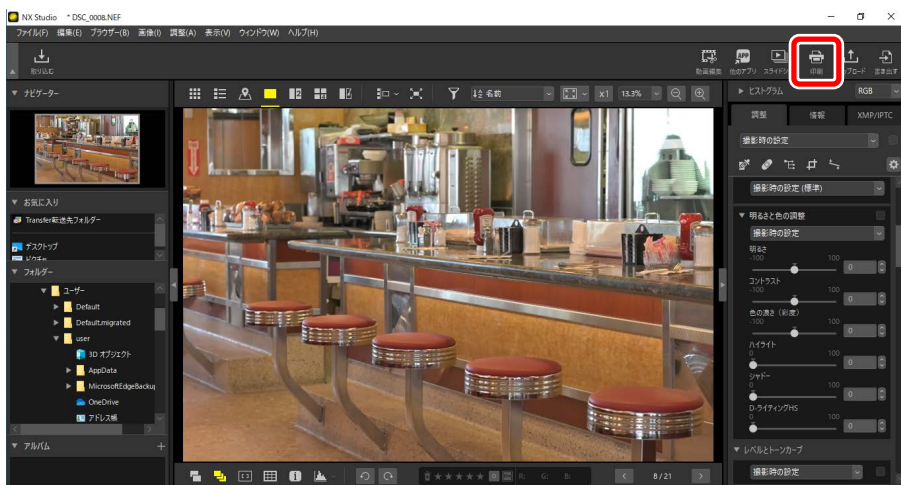 NX Studio * DSC_0008.NEF
ファイル(F) 編集(E) ブラウザー(B) 画像(I) 調整(A) 表示(V) ウィンドウ(W) ヘルプ(H)
取り込む
動画編集 他のアプリ スライドシ 印刷 書き出す
ナビゲーター
お気に入り
Transfer転送先フォルダー
デスクトップ
フォルダー
ユーザー
Default
Default.migrated
user
3D オブジェクト
AppData
MicrosoftEdgeBackup
OneDrive
アドレス帳
アルバム
名前
x1 13.3%
R: G: B:
8/21
ヒストグラム RGB
調整 情報 XMP/IPTC
撮影時の設定
撮影時の設定 (標準)
明るさと色の調整
撮影時の設定
明るさ
-100 100 0
コントラスト
-100 100 0
色の濃さ (彩度)
-100 100 0
ハイライト
0 100 0
シャドー
0 100 0
D-ライティングHS
0 100 0
レベルとトーンカーブ
撮影時の設定